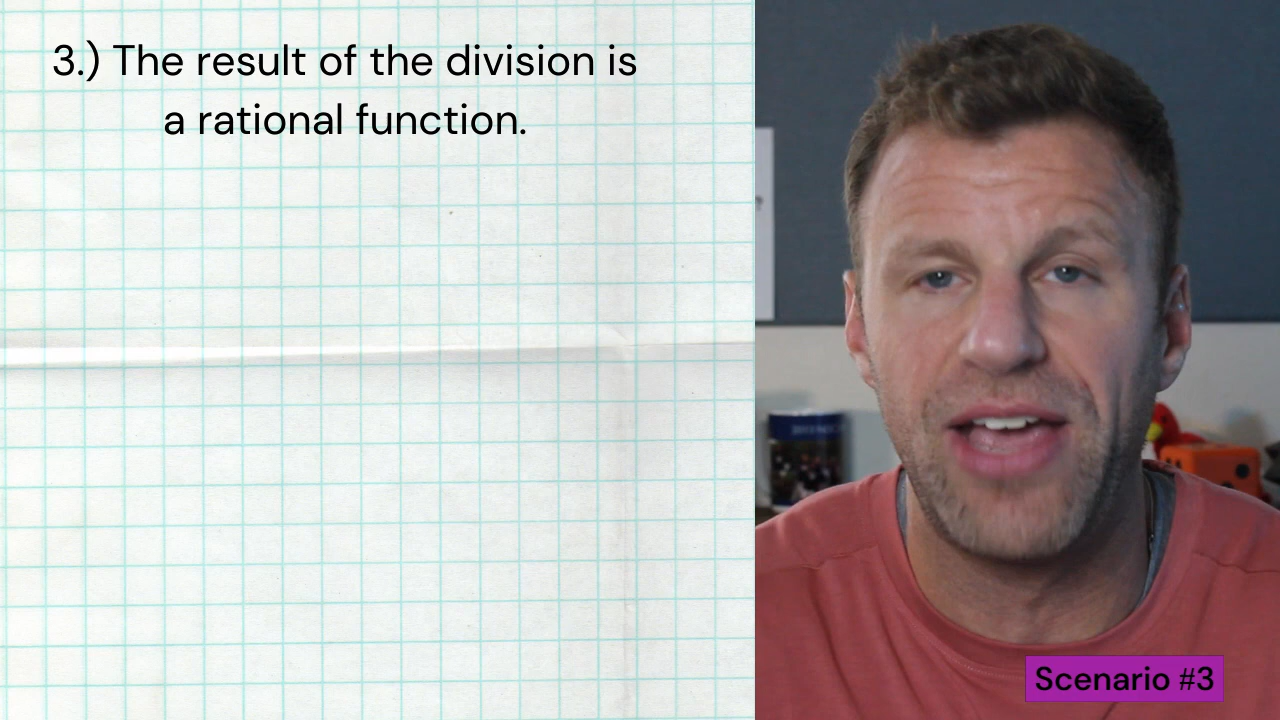 3.) The result of the division is
a rational function.
Scenario #3